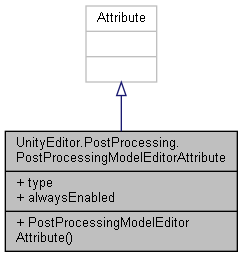 Attribute
UnityEditor.PostProcessing.
PostProcessingModelEditorAttribute
+ type
+ alwaysEnabled
+ PostProcessingModelEditor
Attribute()